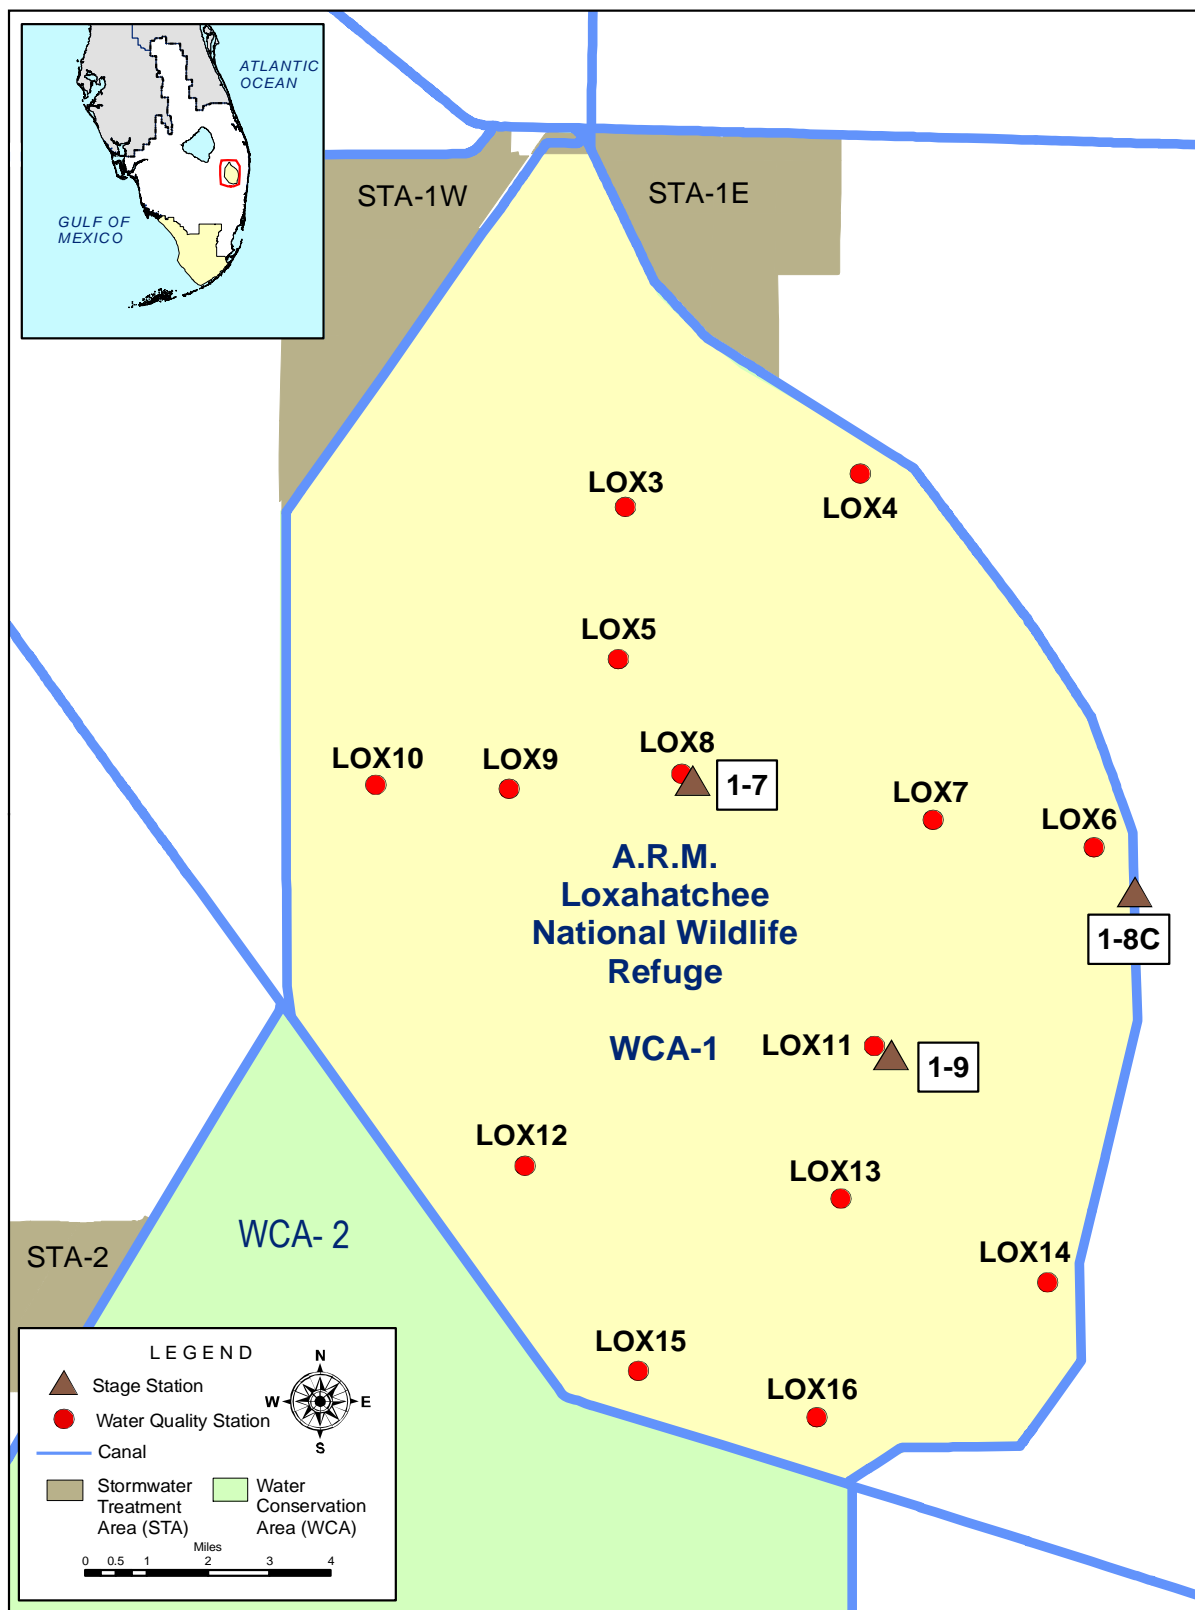 ATLANTIC
OCEAN
GULF OF
MEXICO
STA-1W
STA-1E
LOX3
LOX4
LOX5
LOX10
LOX9
LOX8
1-7
LOX7
LOX6
A.R.M.
Loxahatchee
National Wildlife
Refuge
1-8C
WCA-1
LOX11
1-9
LOX12
LOX13
WCA- 2
STA-2
LOX14
LOX15
LOX16
LEGEND
Stage Station
Water Quality Station
Canal
Stormwater
Treatment
Area (STA)
Water
Conservation
Area (WCA)
N
W
E
S
Miles
0 0.5 1 2 3 4